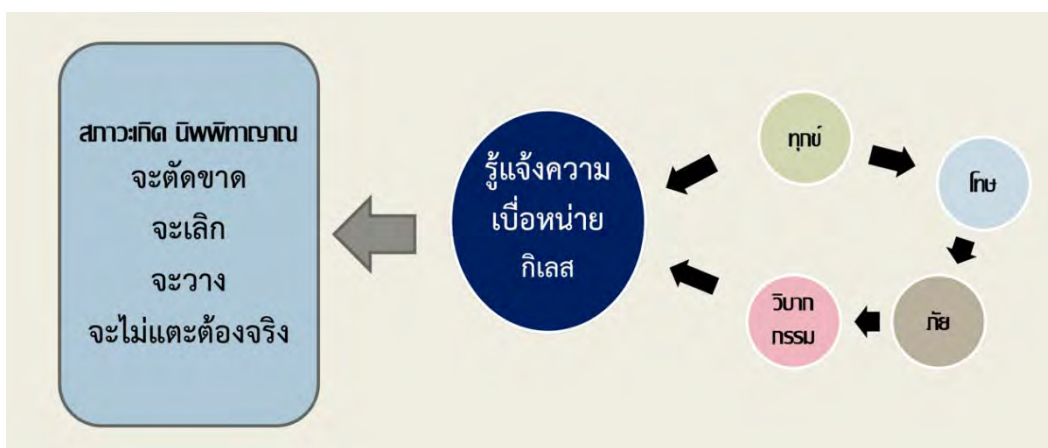 สภาวะเกิด นิพพิทาญาณ
จะตัดขาด
จะเลิก
จะวาง
จะไม่แตะต้องจริง
รู้แจ้งความ
เบื่อหน่าย
กิเลส
ทุกข์
โทษ
ภัย
วิบาก
กรรม